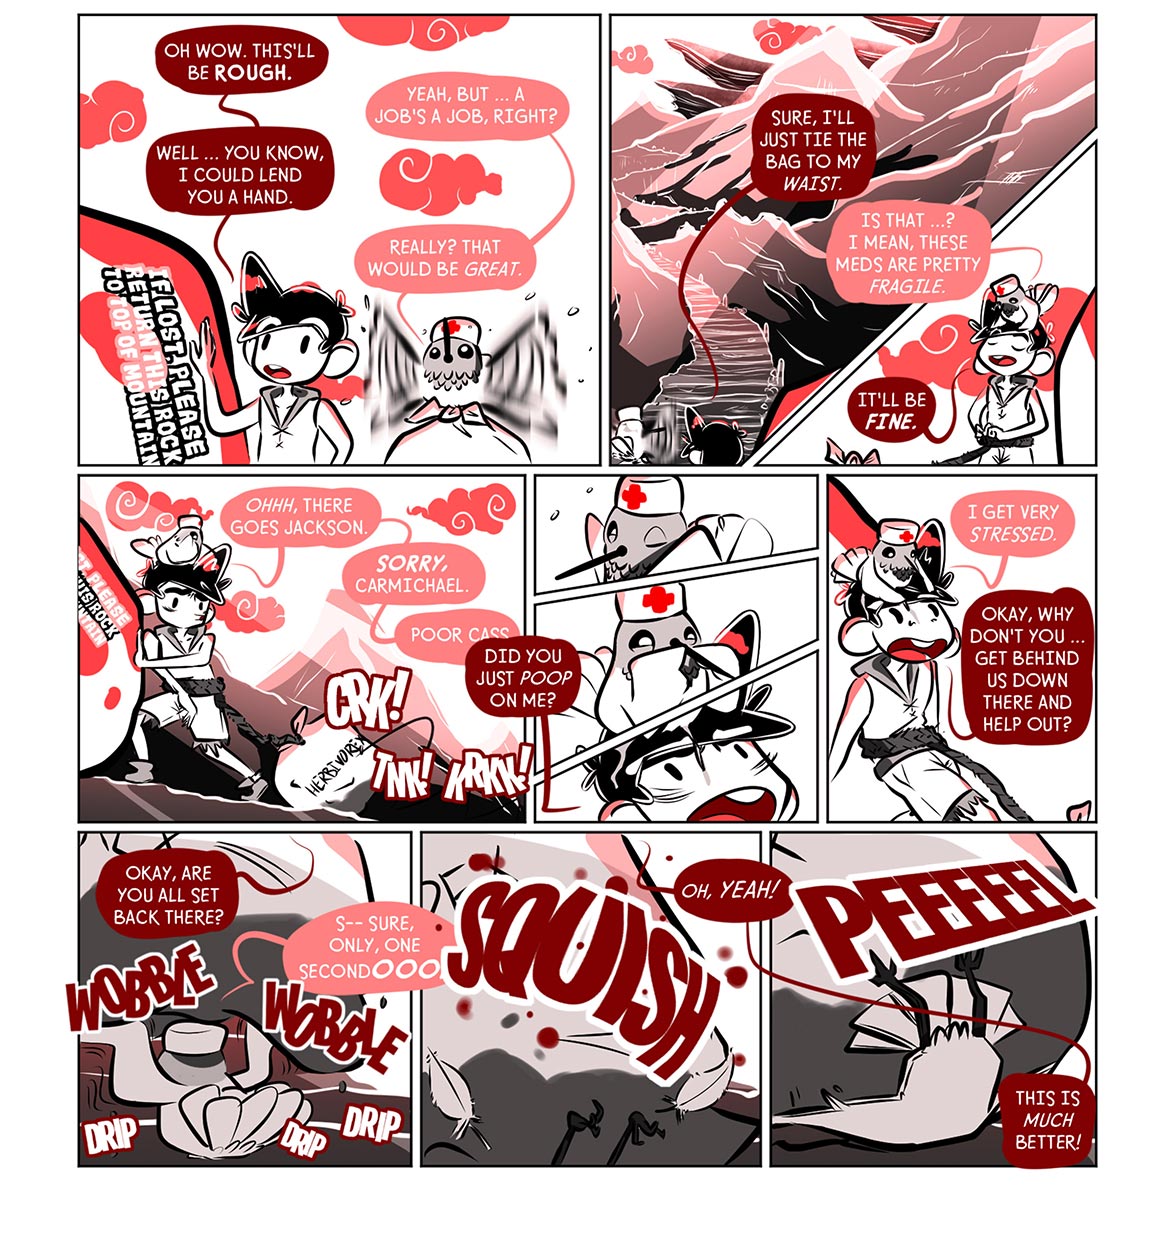 OH WOW. THIS'LL
BE ROUGH.
YEAH, BUT ... A
JOB'S A JOB, RIGHT?
WELL ... YOU KNOW,
I COULD LEND
YOU A HAND.
REALLY? THAT
WOULD BE GREAT.
IF LOST, PLEASE
RETURN THIS ROCK
TO TOP OF MOUNTAIN
SURE, I'LL
JUST TIE THE
BAG TO MY
WAIST.
IS THAT ...?
I MEAN, THESE
MEDS ARE PRETTY
FRAGILE.
IT'LL BE
FINE.
OHHH, THERE
GOES JACKSON.
SORRY,
CARMICHAEL.
POOR CASS
PLEASE
THIS ROCK
HERBIVORE
CRK!
TNK!
KRKK!
DID YOU
JUST POOP
ON ME?
I GET VERY
STRESSED.
OKAY, WHY
DON'T YOU ...
GET BEHIND
US DOWN
THERE AND
HELP OUT?
OKAY, ARE
YOU ALL SET
BACK THERE?
S-- SURE,
ONLY, ONE
SECONDOOO
WOBBLE
WOBBLE
DRIP
DRIP
DRIP
SQUISH
OH, YEAH!
PEEEEEL
THIS IS
MUCH
BETTER!